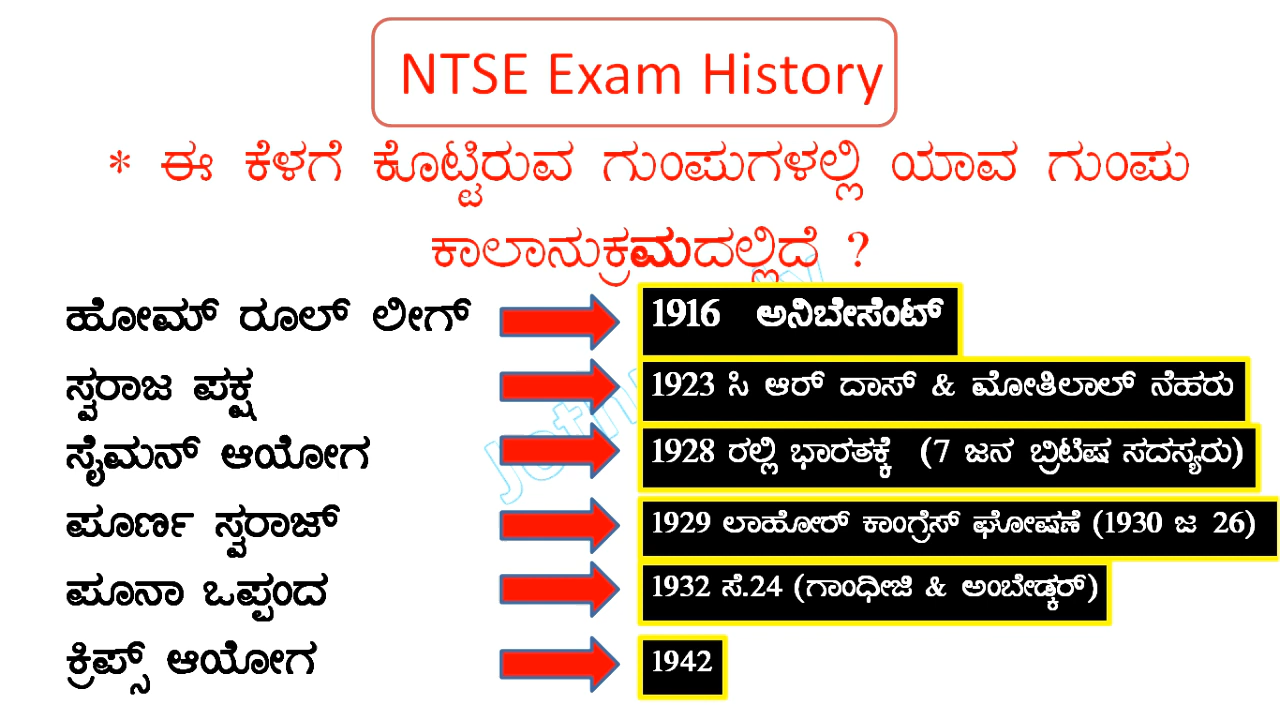 NTSE Exam History
* ಈ ಕೆಳಗೆ ಕೊಟ್ಟಿರುವ ಗುಂಪುಗಳಲ್ಲಿ ಯಾವ ಗುಂಪು
ಕಾಲಾನುಕ್ರಮದಲ್ಲಿದೆ ?
ಹೋಮ್ ರೂಲ್ ಲೀಗ್ 1916 ಅನಿಬೇಸೆಂಟ್
ಸ್ವರಾಜ ಪಕ್ಷ 1923 ಸಿ ಆರ್ ದಾಸ್ & ಮೋತಿಲಾಲ್ ನೆಹರು
ಸೈಮನ್ ಆಯೋಗ 1928 ರಲ್ಲಿ ಭಾರತಕ್ಕೆ (7 ಜನ ಬ್ರಿಟಿಷ ಸದಸ್ಯರು)
ಪೂರ್ಣ ಸ್ವರಾಜ್ 1929 ಲಾಹೋರ್ ಕಾಂಗ್ರೆಸ್ ಘೋಷಣೆ (1930 ಜ 26)
ಪೂನಾ ಒಪ್ಪಂದ 1932 ಸೆ.24 (ಗಾಂಧೀಜಿ & ಅಂಬೇಡ್ಕರ್)
ಕ್ರಿಪ್ಸ್ ಆಯೋಗ 1942